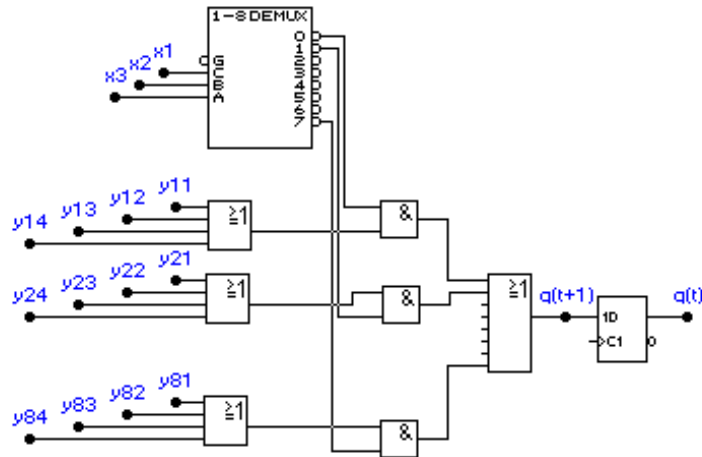 1-8 DEMUX
x1
x2
x3
G
C
B
A
0
1
2
3
4
5
6
7
y11
y12
y13
y14
≥1
&
y21
y22
y23
y24
≥1
&
≥1
q(t+1)
q(t)
1D
C1
y81
y82
y83
y84
≥1
&